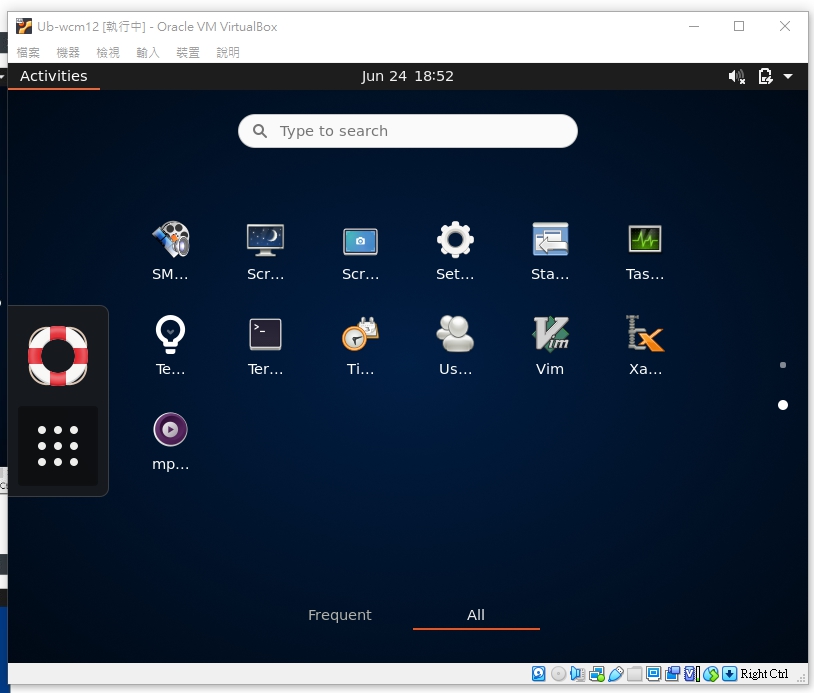 Ub-wcm12 [執行中] - Oracle VM VirtualBox
檔案 機器 檢視 輸入 裝置 說明
Activities Jun 24 18:52
Type to search
SM... Scr... Scr... Set... Sta... Tas...
Te... Ter... Ti... Us... Vim Xa...
mp...
Frequent All
Right Ctrl